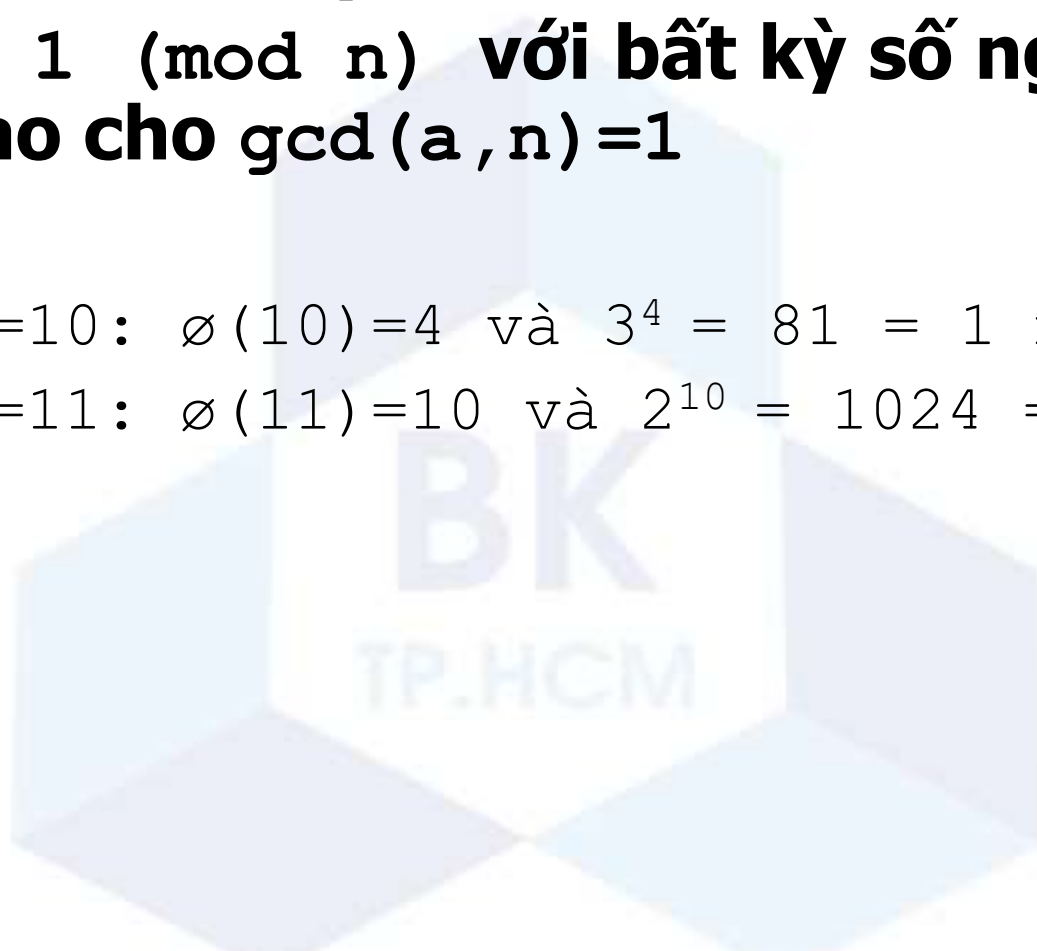 1 (mod n) với bất kỳ số ng
ho cho gcd(a,n)=1
=10: ∅(10)=4 và 3⁴ = 81 = 1
=11: ∅(11)=10 và 2¹⁰ = 1024 =
BK
TP.HCM